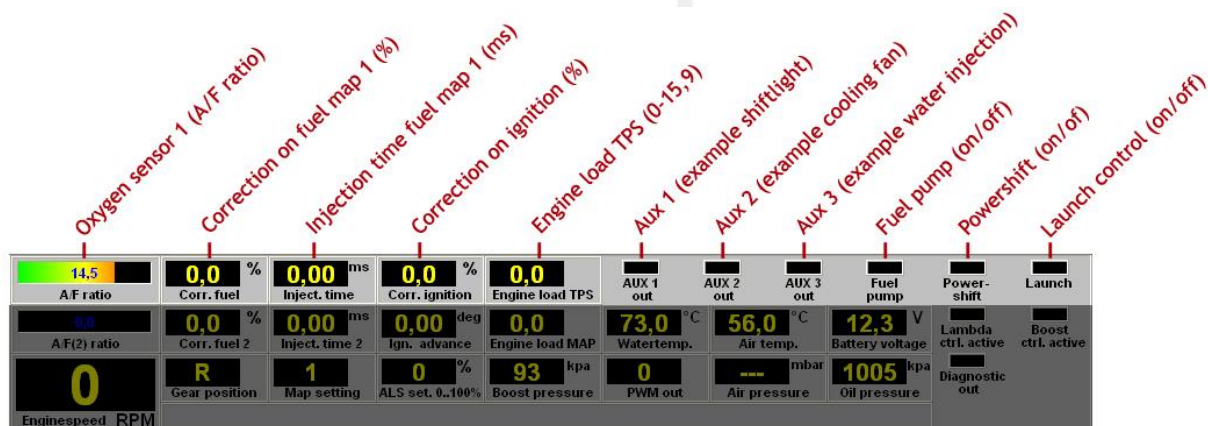 Oxygen sensor 1 (A/F ratio)
Correction on fuel map 1 (%)
Injection time fuel map 1 (ms)
Correction on ignition (%)
Engine load TPS (0-15,9)
Aux 1 (example shiftlight)
Aux 2 (example cooling fan)
Aux 3 (example water injection)
Fuel pump (on/off)
Powershift (on/of)
Launch control (on/off)
14,5
A/F ratio
0,0 %
Corr. fuel
0,00 ms
Inject. time
0,0 %
Corr. ignition
0,0
Engine load TPS
AUX 1
out
AUX 2
out
AUX 3
out
Fuel
pump
Power-
shift
Launch
0,0
A/F(2) ratio
0,0 %
Corr. fuel 2
0,00 ms
Inject. time 2
0,00 deg
Ign. advance
0,0
Engine load MAP
73,0 °C
Watertemp.
56,0 °C
Air temp.
12,3 V
Battery voltage
Lambda
ctrl. active
Boost
ctrl. active
0
Enginespeed RPM
R
Gear position
1
Map setting
0 %
ALS set. 0..100%
93 kpa
Boost pressure
0
PWM out
--- mbar
Air pressure
1005 kpa
Oil pressure
Diagnostic
out